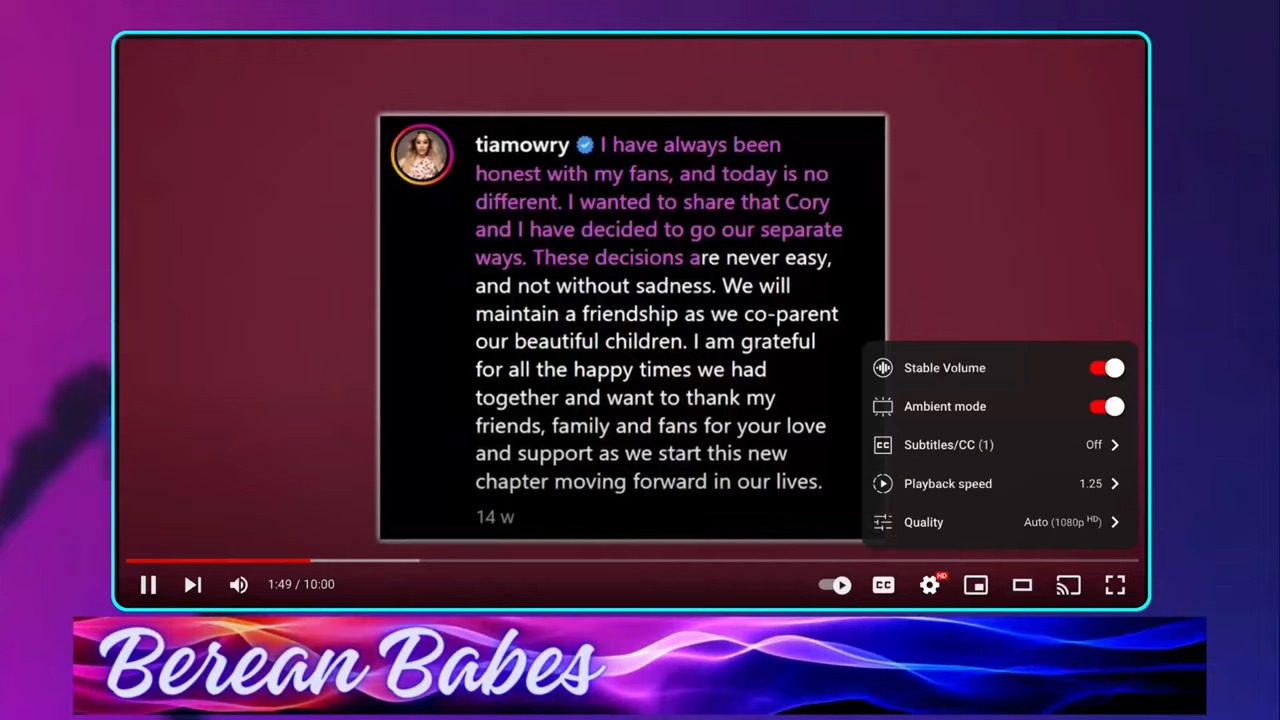 tiamowry I have always been
honest with my fans, and today is no
different. I wanted to share that Cory
and I have decided to go our separate
ways. These decisions are never easy,
and not without sadness. We will
maintain a friendship as we co-parent
our beautiful children. I am grateful
for all the happy times we had
together and want to thank my
friends, family and fans for your love
and support as we start this new
chapter moving forward in our lives.
14 w
Stable Volume
Ambient mode
Subtitles/CC (1) Off
Playback speed 1.25
Quality Auto (1080p HD)
1:49 / 10:00
CC
HD
Berean Babes